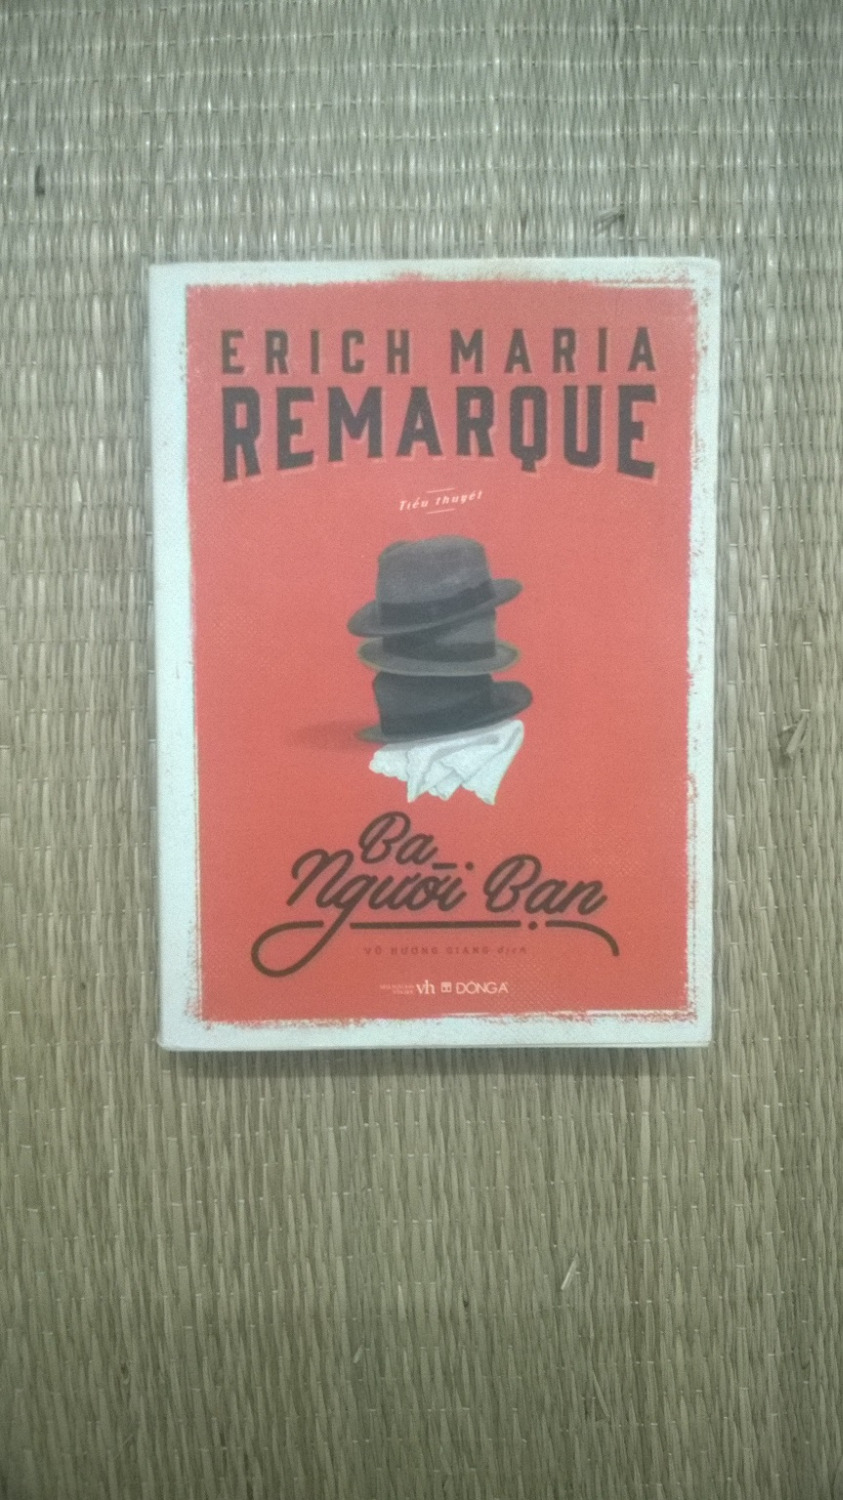 ERICH MARIA
REMARQUE
Tiểu thuyết
Ba
Người Bạn
VŨ HƯƠNG GIANG dịch
vh ĐÔNG A